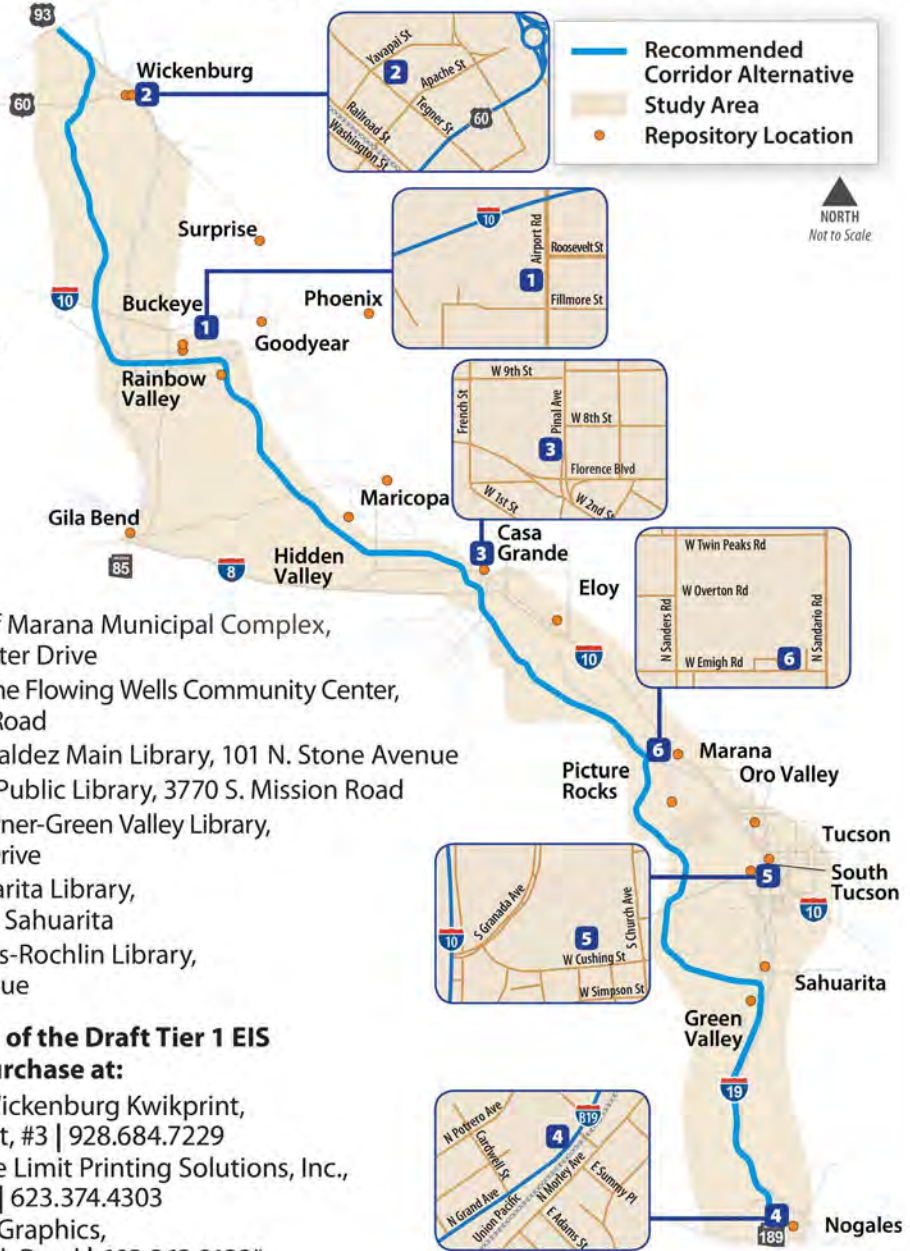 93
Wickenburg
2
60
Yavapai St
2
Apache St
Tegner St
Railroad St
Washington St
60
Recommended
Corridor Alternative
Study Area
Repository Location
NORTH
Not to Scale
Surprise
10
Airport Rd
Roosevelt St
1
Fillmore St
10
Buckeye
1
Phoenix
Goodyear
Rainbow
Valley
W 9th St
French St
Pinal Ave
W 8th St
3
Florence Blvd
W 1st St
W 2nd St
Maricopa
Gila Bend
85
8
Hidden
Valley
3
Casa
Grande
Eloy
10
W Twin Peaks Rd
N Sanders Rd
W Overton Rd
N Sandario Rd
W Emigh Rd
6
6
Marana
Oro Valley
Picture
Rocks
Tucson
South
Tucson
5
10
10
S Granada Ave
S Church Ave
5
W Cushing St
W Simpson St
Sahuarita
Green
Valley
19
N Potrero Ave
Cardwell St
4
B19
N Grand Ave
Union Pacific
N Morley Ave
E Summy Pl
E Adams St
4
189
Nogales
Marana Municipal Complex,
ter Drive
ne Flowing Wells Community Center,
Road
aldez Main Library, 101 N. Stone Avenue
Public Library, 3770 S. Mission Road
ner-Green Valley Library,
rive
arita Library,
Sahuarita
s-Rochlin Library,
ue
of the Draft Tier 1 EIS
urchase at:
Wickenburg Kwikprint,
t, #3 | 928.684.7229
e Limit Printing Solutions, Inc.,
| 623.374.4303
Graphics,